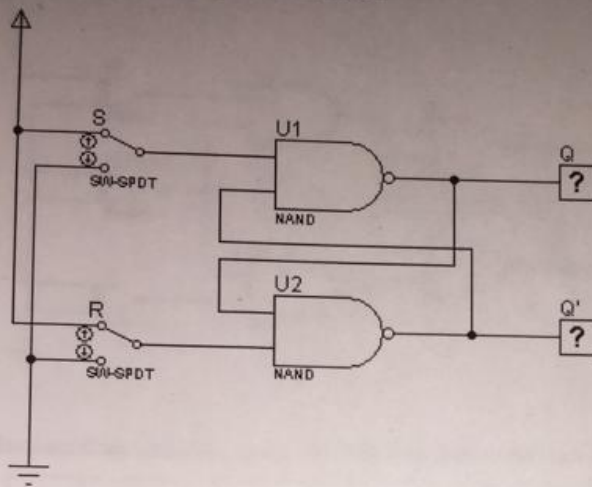 S
SW-SPDT
U1
NAND
Q
?
U2
NAND
R
SW-SPDT
Q'
?